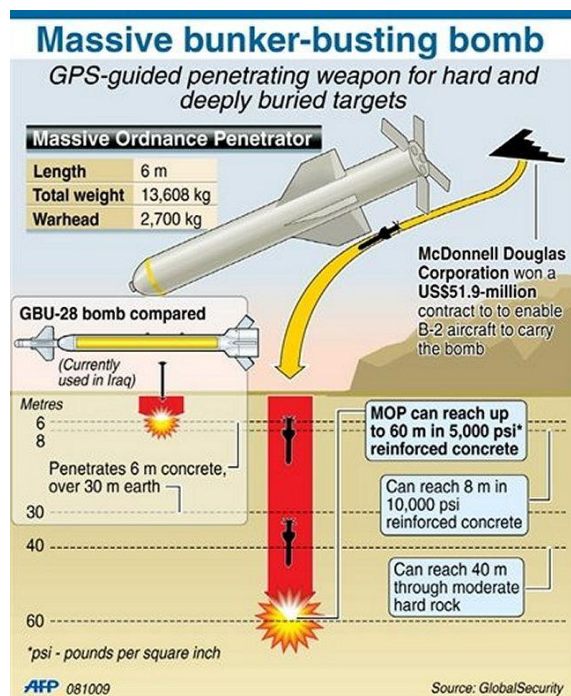 Massive bunker-busting bomb
GPS-guided penetrating weapon for hard and
deeply buried targets
Massive Ordnance Penetrator
Length 6 m
Total weight 13,608 kg
Warhead 2,700 kg
McDonnell Douglas
Corporation won a
US$51.9-million
contract to to enable
B-2 aircraft to carry
the bomb
GBU-28 bomb compared
(Currently
used in Iraq)
Metres
6
8
Penetrates 6 m concrete,
over 30 m earth
30
40
60
MOP can reach up
to 60 m in 5,000 psi*
reinforced concrete
Can reach 8 m in
10,000 psi
reinforced concrete
Can reach 40 m
through moderate
hard rock
*psi - pounds per square inch
AFP 081009
Source: GlobalSecurity